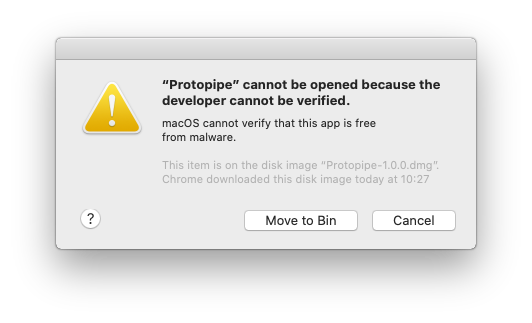 “Protopipe” cannot be opened because the
developer cannot be verified.
macOS cannot verify that this app is free
from malware.
This item is on the disk image “Protopipe-1.0.0.dmg”.
Chrome downloaded this disk image today at 10:27
?
Move to Bin
Cancel